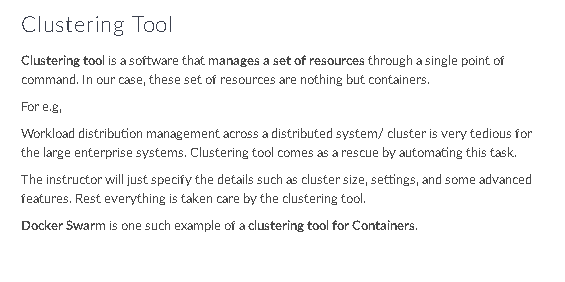 Clustering Tool
Clustering tool is a software that manages a set of resources through a single point of
command. In our case, these set of resources are nothing but containers.
For e.g,
Workload distribution management across a distributed system/ cluster is very tedious for
the large enterprise systems. Clustering tool comes as a rescue by automating this task.
The instructor will just specify the details such as cluster size, settings, and some advanced
features. Rest everything is taken care by the clustering tool.
Docker Swarm is one such example of a clustering tool for Containers.